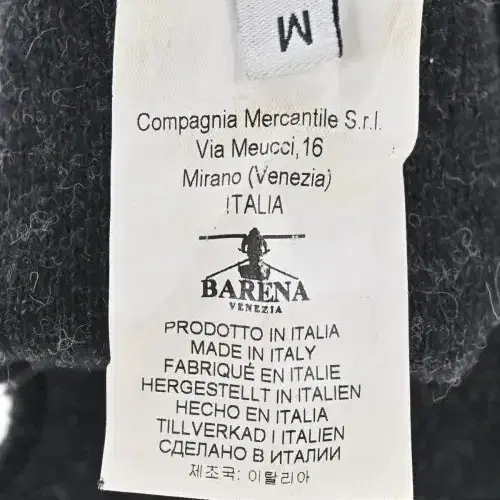 M
Compagnia Mercantile S.r.l.
Via Meucci,16
Mirano (Venezia)
ITALIA
BARENA
VENEZIA
PRODOTTO IN ITALIA
MADE IN ITALY
FABRIQUÉ EN ITALIE
HERGESTELLT IN ITALIEN
HECHO EN ITALIA
TILLVERKAD I ITALIEN
СДЕЛАНО В ИТАЛИИ
제조국: 이탈리아